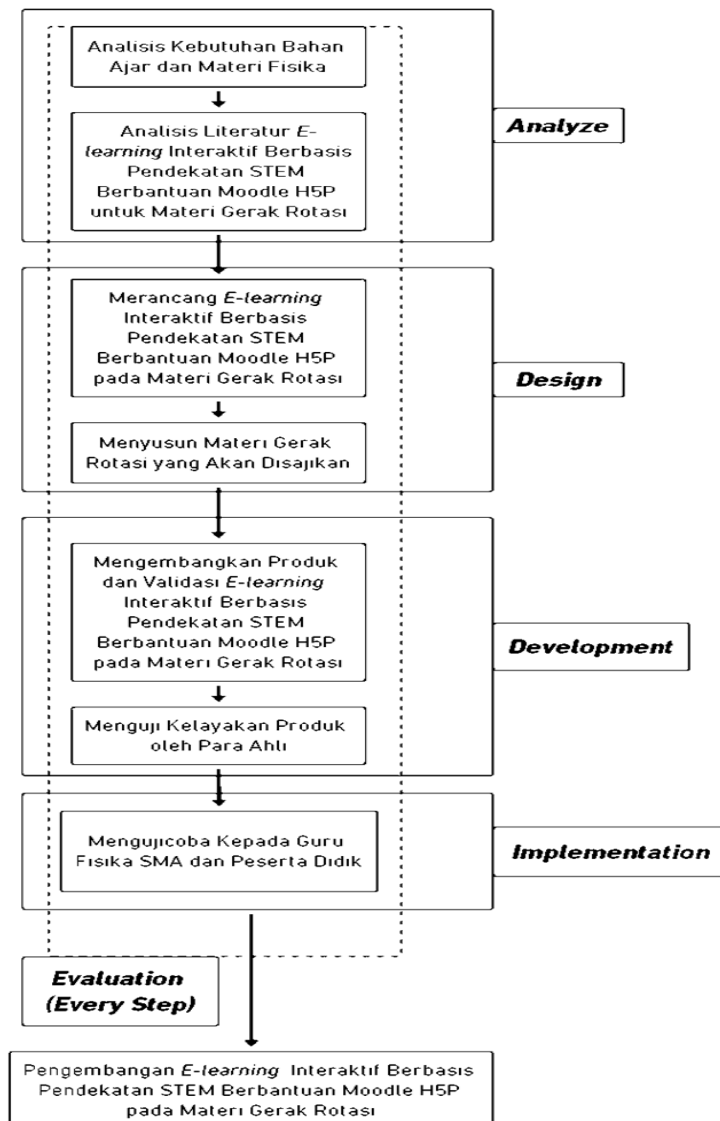 Analisis Kebutuhan Bahan
Ajar dan Materi Fisika
Analisis Literatur E-
learning Interaktif Berbasis
Pendekatan STEM
Berbantuan Moodle H5P
untuk Materi Gerak Rotasi
Analyze
Merancang E-learning
Interaktif Berbasis
Pendekatan STEM
Berbantuan Moodle H5P
pada Materi Gerak Rotasi
Menyusun Materi Gerak
Rotasi yang Akan Disajikan
Design
Mengembangkan Produk
dan Validasi E-learning
Interaktif Berbasis
Pendekatan STEM
Berbantuan Moodle H5P
pada Materi Gerak Rotasi
Menguji Kelayakan Produk
oleh Para Ahli
Development
Mengujicoba Kepada Guru
Fisika SMA dan Peserta Didik
Implementation
Evaluation
(Every Step)
Pengembangan E-learning Interaktif Berbasis
Pendekatan STEM Berbantuan Moodle H5P
pada Materi Gerak Rotasi